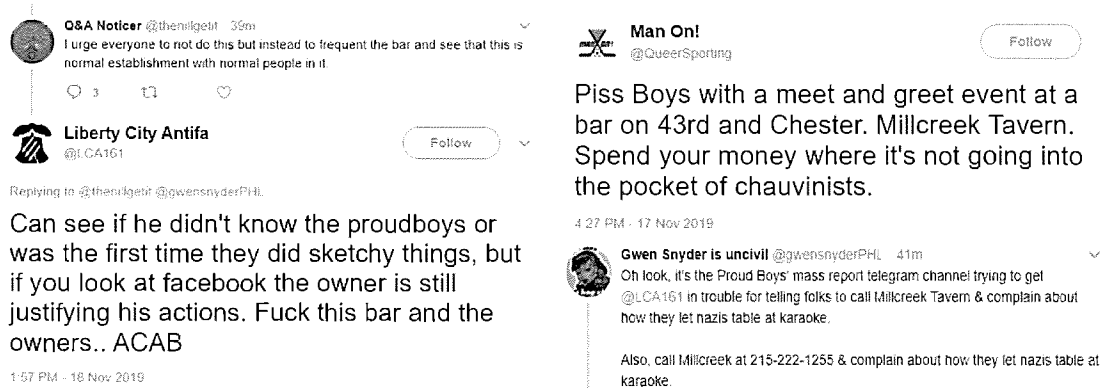 Q&A Noticer @thenilgetit 39m
I urge everyone to not do this but instead to frequent the bar and see that this is
normal establishment with normal people in it.
3
Liberty City Antifa
@LCA161
Follow
Replying to @thenilgetit @gwensnyderPHL
Can see if he didn't know the proudboys or
was the first time they did sketchy things, but
if you look at facebook the owner is still
justifying his actions. Fuck this bar and the
owners.. ACAB
1:57 PM - 18 Nov 2019
Man On!
@QueerSporting
Follow
Piss Boys with a meet and greet event at a
bar on 43rd and Chester. Millcreek Tavern.
Spend your money where it's not going into
the pocket of chauvinists.
4:27 PM - 17 Nov 2019
Gwen Snyder is uncivil @gwensnyderPHL 41m
Oh look, it's the Proud Boys' mass report telegram channel trying to get
@LCA161 in trouble for telling folks to call Millcreek Tavern & complain about
how they let nazis table at karaoke.
Also, call Millcreek at 215-222-1255 & complain about how they let nazis table at
karaoke.